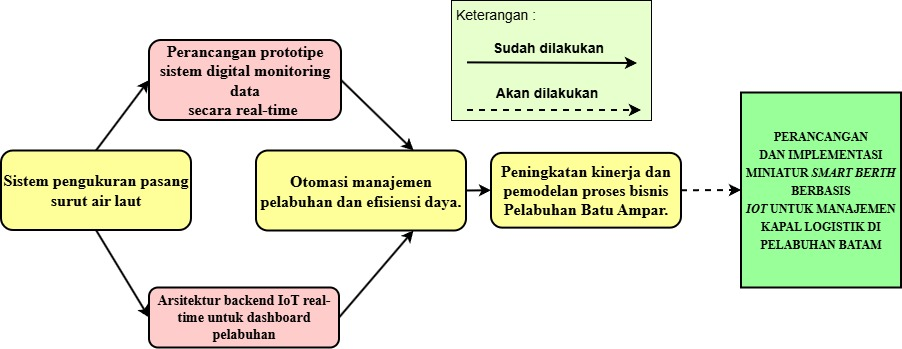 Keterangan :
Sudah dilakukan
Akan dilakukan
Perancangan prototipe
sistem digital monitoring
data
secara real-time
Sistem pengukuran pasang
surut air laut
Otomasi manajemen
pelabuhan dan efisiensi daya.
Peningkatan kinerja dan
pemodelan proses bisnis
Pelabuhan Batu Ampar.
PERANCANGAN
DAN IMPLEMENTASI
MINIATUR SMART BERTH
BERBASIS
IOT UNTUK MANAJEMEN
KAPAL LOGISTIK DI
PELABUHAN BATAM
Arsitektur backend IoT real-
time untuk dashboard
pelabuhan